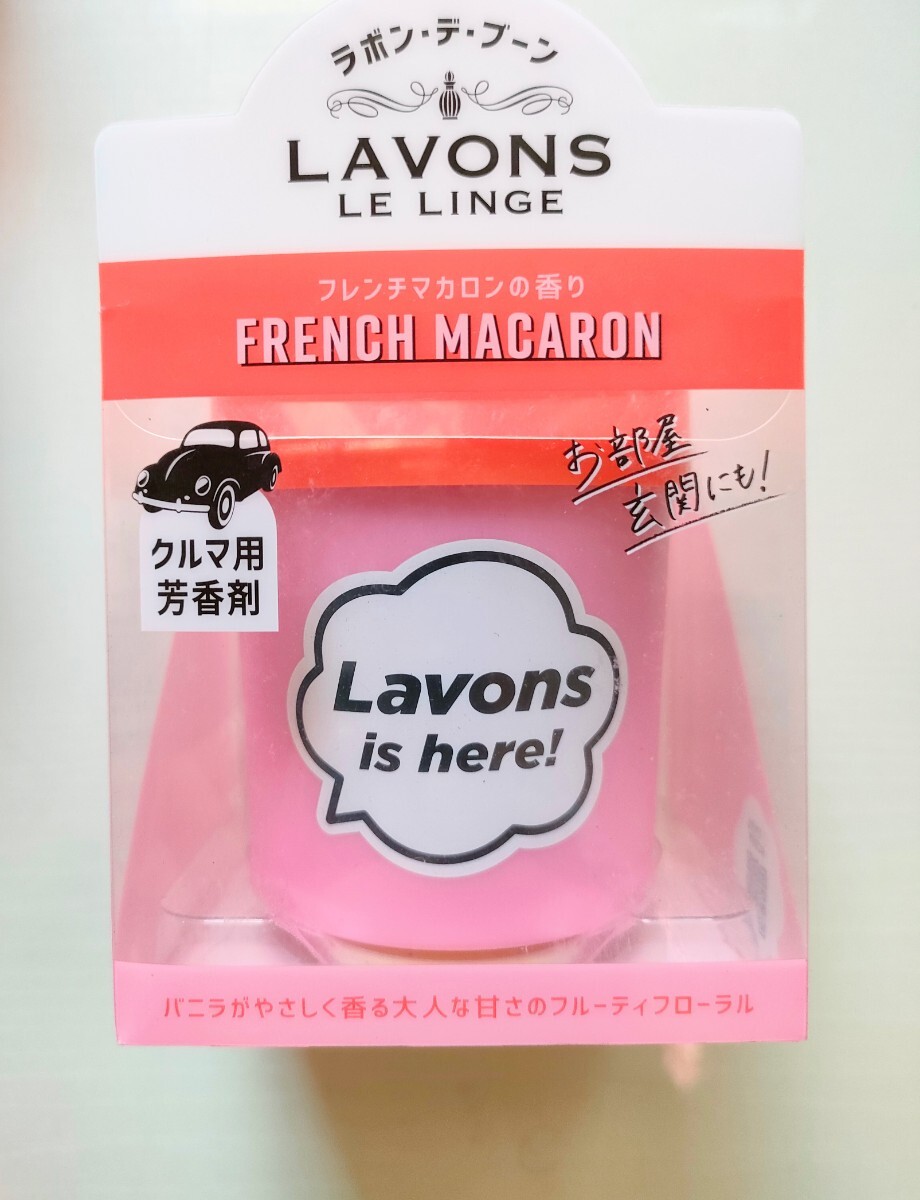 ラボン・デ・ブーン
LAVONS
LE LINGE
フレンチマカロンの香り
FRENCH MACARON
お部屋
玄関にも!
クルマ用
芳香剤
Lavons
is here!
バニラがやさしく香る大人な甘さのフルーティフローラル